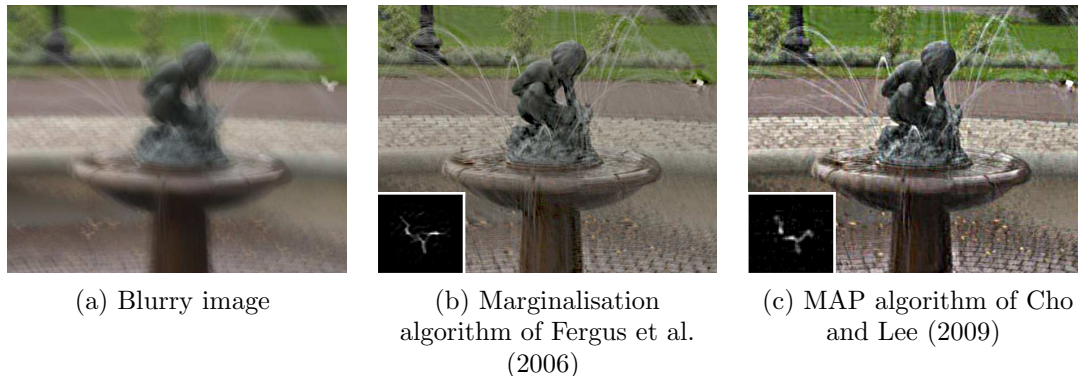 (a) Blurry image
(b) Marginalisation
algorithm of Fergus et al.
(2006)
(c) MAP algorithm of Cho
and Lee (2009)